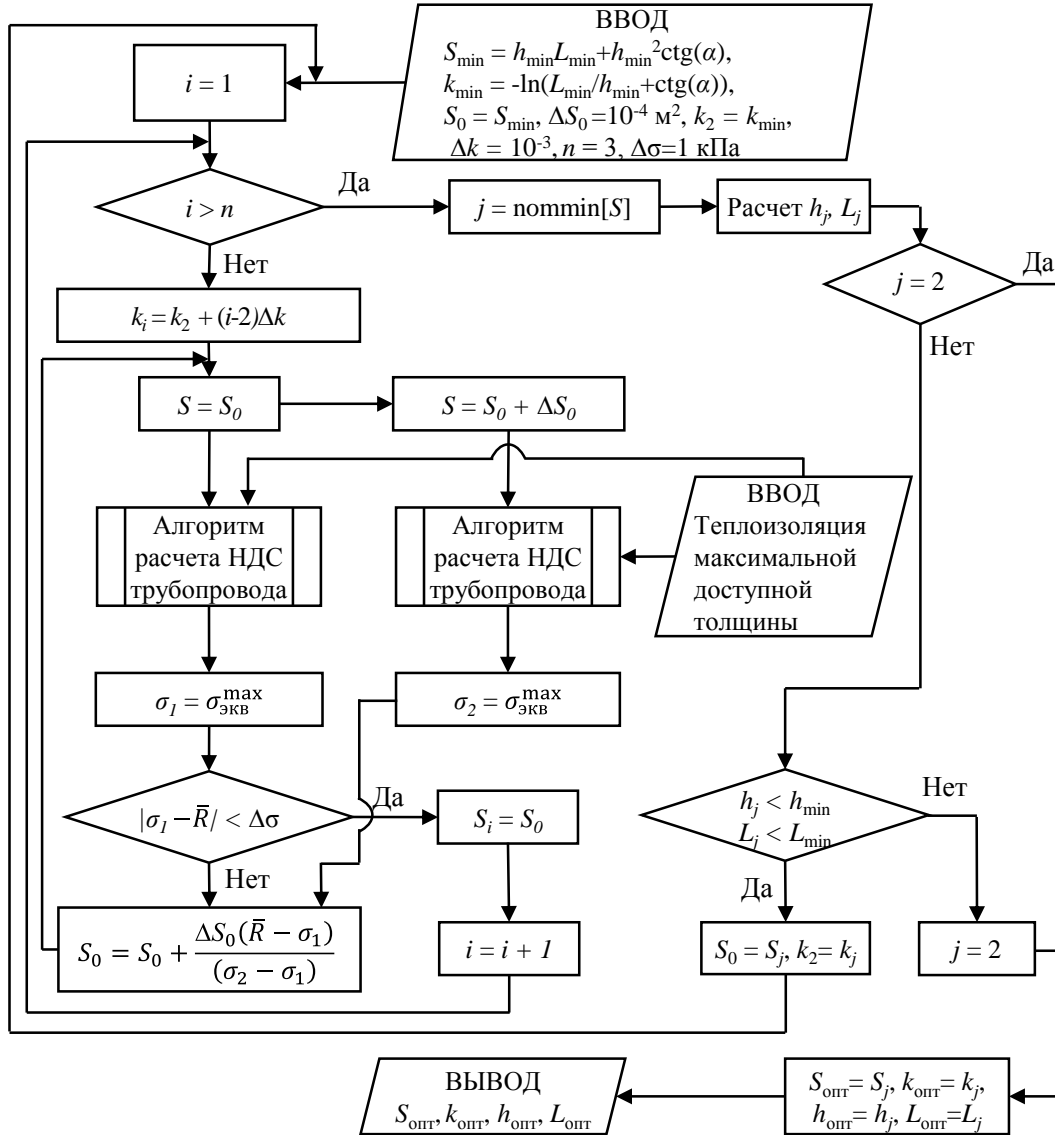 ВВОД
S_min = h_min L_min+h_min²ctg(α),
k_min = -ln(L_min/h_min+ctg(α)),
S_0 = S_min, ΔS_0 =10⁻⁴ м², k_2 = k_min,
Δk = 10⁻³, n = 3, Δσ=1 кПа
i = 1
i > n
Да
j = nommin[S]
Расчет h_j, L_j
Нет
j = 2
Да
Нет
k_i = k_2 + (i-2)Δk
S = S_0
S = S_0 + ΔS_0
ВВОД
Теплоизоляция
максимальной
доступной
толщины
Алгоритм
расчета НДС
трубопровода
Алгоритм
расчета НДС
трубопровода
σ_1 = σ_экв^max
σ_2 = σ_экв^max
|σ_1 – R̄| < Δσ
Да
S_i = S_0
Нет
h_j < h_min
L_j < L_min
Нет
Да
S_0 = S_0 + ΔS_0(R̄ − σ_1)/(σ_2 − σ_1)
i = i + 1
S_0 = S_j, k_2= k_j
j = 2
ВЫВОД
S_опт, k_опт, h_опт, L_опт
S_опт= S_j, k_опт= k_j,
h_опт= h_j, L_опт=L_j